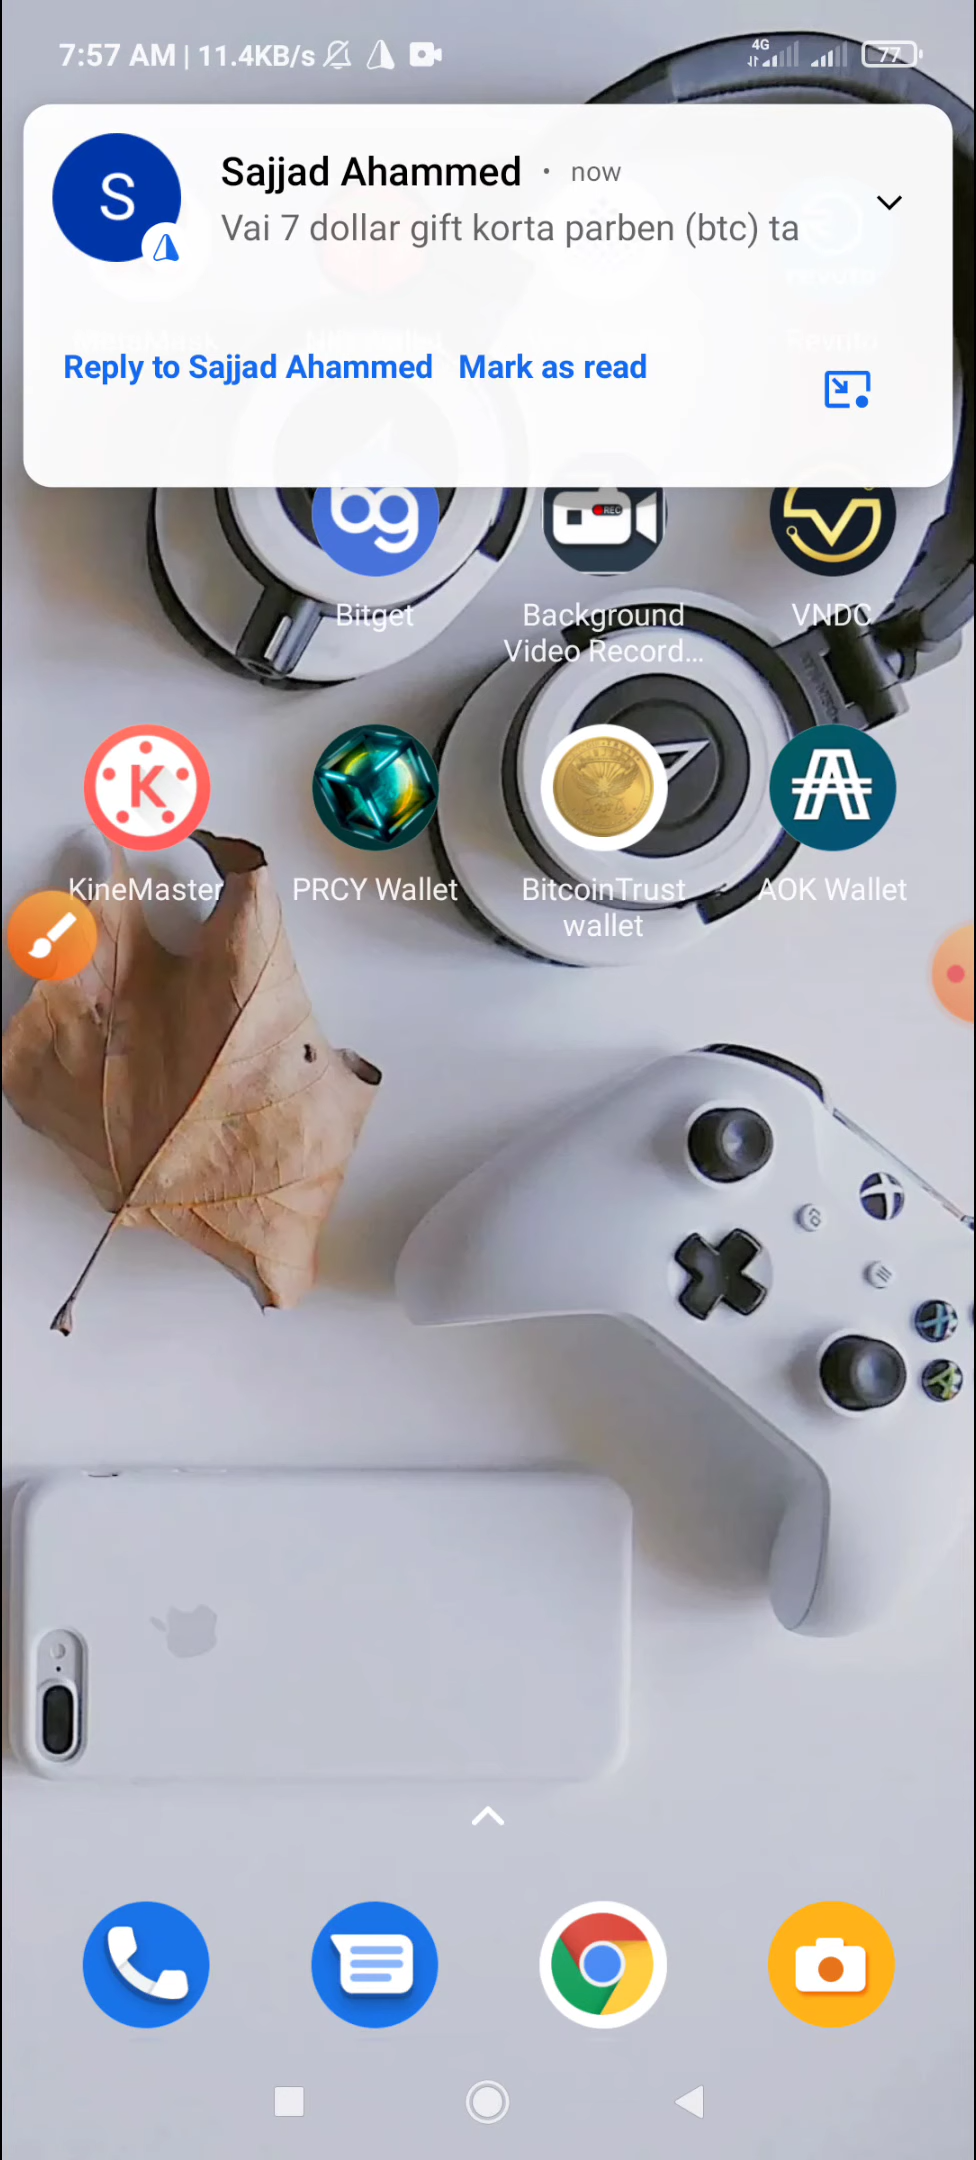 7:57 AM | 11.4KB/s
4G
77
S
Sajjad Ahammed • now
Vai 7 dollar gift korta parben (btc) ta
Reply to Sajjad Ahammed Mark as read
Bitget
REC
Background
Video Record...
VNDC
K
KineMaster
PRCY Wallet
BitcoinTrust
wallet
AOK Wallet